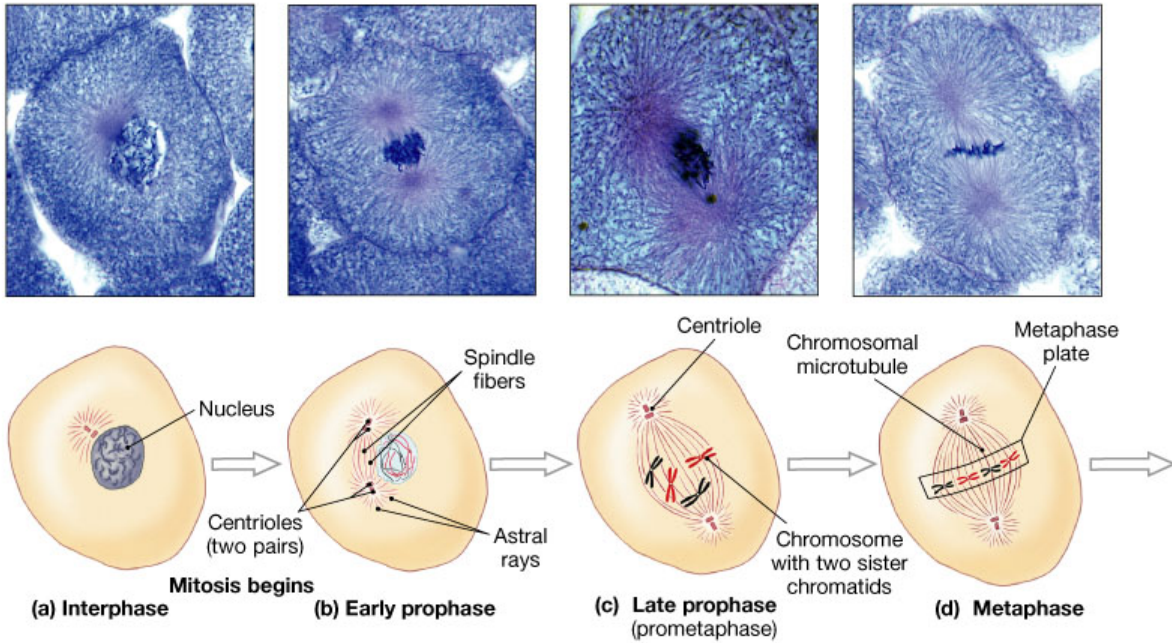 Nucleus
Spindle
fibers
Centrioles
(two pairs)
Astral
rays
Centriole
Chromosome
with two sister
chromatids
Chromosomal
microtubule
Metaphase
plate
Mitosis begins
(a) Interphase
(b) Early prophase
(c) Late prophase
(prometaphase)
(d) Metaphase